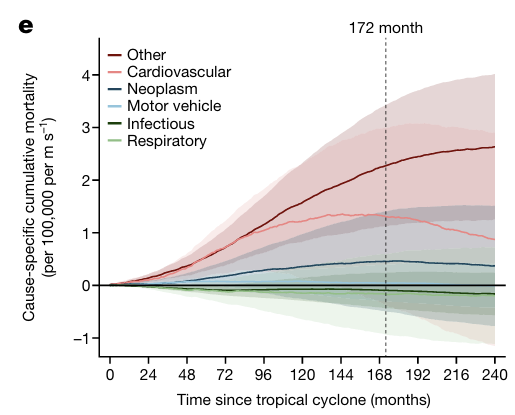 e
172 month
Other
Cardiovascular
Neoplasm
Motor vehicle
Infectious
Respiratory
Cause-specific cumulative mortality
(per 100,000 per m s⁻¹)
4
3
2
1
0
−1
0 24 48 72 96 120 144 168 192 216 240
Time since tropical cyclone (months)